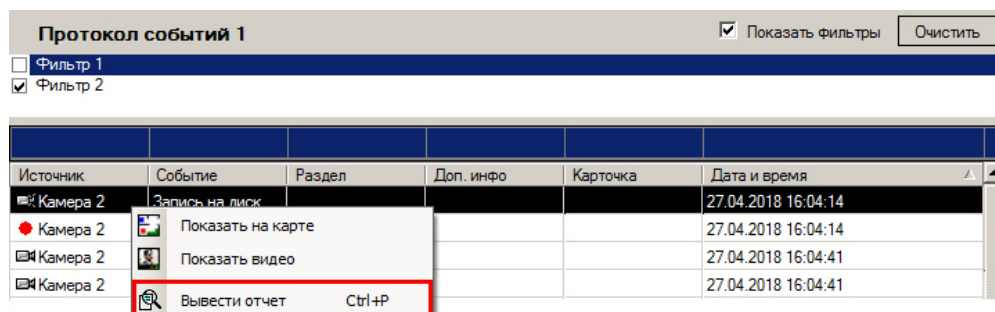 Протокол событий 1 Показать фильтры Очистить
Фильтр 1
Фильтр 2
Источник Событие Раздел Доп. инфо Карточка Дата и время
Камера 2 Запись на диск 27.04.2018 16:04:14
Камера 2 Показать на карте 27.04.2018 16:04:14
Камера 2 Показать видео 27.04.2018 16:04:41
Камера 2 Вывести отчет Ctrl+P 27.04.2018 16:04:41